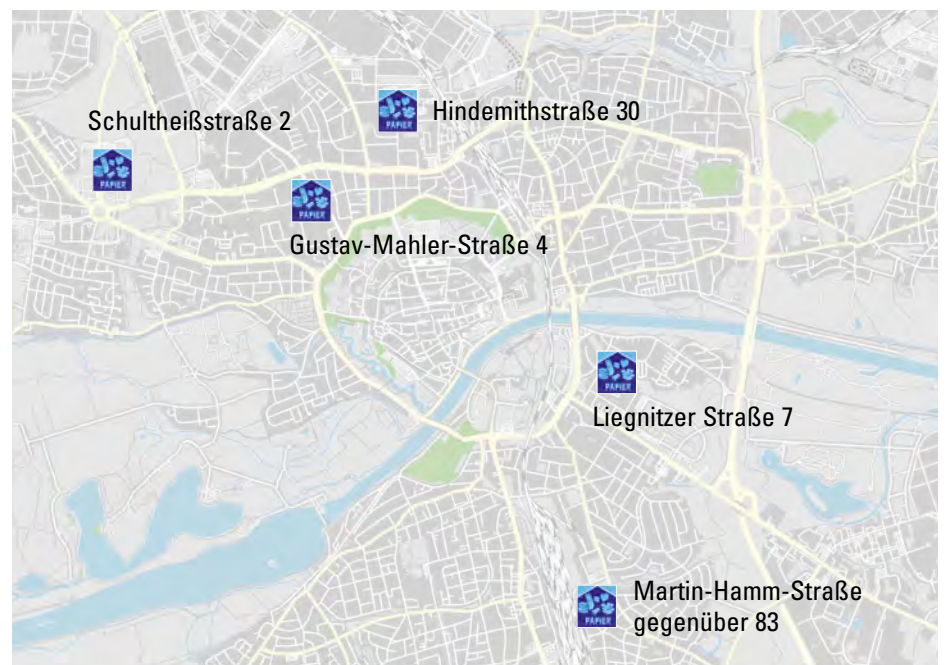 Hindemithstraße 30
PAPIER
Schultheißstraße 2
PAPIER
PAPIER
Gustav-Mahler-Straße 4
PAPIER
Liegnitzer Straße 7
PAPIER
Martin-Hamm-Straße
gegenüber 83